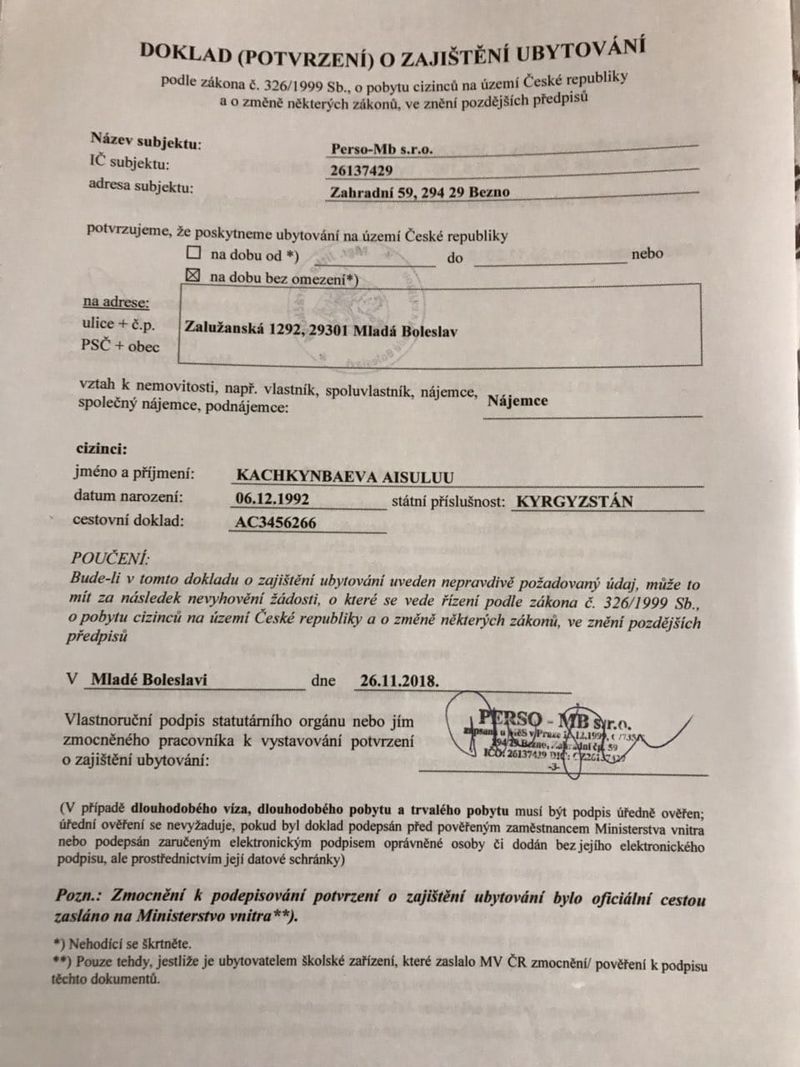 DOKLAD (POTVRZENÍ) O ZAJIŠTĚNÍ UBYTOVÁNÍ
podle zákona č. 326/1999 Sb., o pobytu cizinců na území České republiky
a o změně některých zákonů, ve znění pozdějších předpisů
Název subjektu: Perso-Mb s.r.o.
IČ subjektu: 26137429
adresa subjektu: Zahradní 59, 294 29 Bezno
potvrzujeme, že poskytneme ubytování na území České republiky
☐ na dobu od *) do nebo
☒ na dobu bez omezení*)
na adrese:
ulice + č.p. Zalužanská 1292, 29301 Mladá Boleslav
PSČ + obec
vztah k nemovitosti, např. vlastník, spoluvlastník, nájemce, Nájemce
společný nájemce, podnájemce:
cizinci:
jméno a příjmení: KACHKYNBAEVA AISULUU
datum narození: 06.12.1992 státní příslušnost: KYRGYZSTÁN
cestovní doklad: AC3456266
POUČENÍ:
Bude-li v tomto dokladu o zajištění ubytování uveden nepravdivě požadovaný údaj, může to
mít za následek nevyhovění žádosti, o které se vede řízení podle zákona č. 326/1999 Sb.,
o pobytu cizinců na území České republiky a o změně některých zákonů, ve znění pozdějších
předpisů
V Mladé Boleslavi dne 26.11.2018.
Vlastnoruční podpis statutárního orgánu nebo jím
zmocněného pracovníka k vystavování potvrzení
o zajištění ubytování:
PERSO - MB s.r.o.
294 29 Bezno, Zahradní čp. 59
IČO: 26137429
-3-
(V případě dlouhodobého víza, dlouhodobého pobytu a trvalého pobytu musí být podpis úředně ověřen;
úřední ověření se nevyžaduje, pokud byl doklad podepsán před pověřeným zaměstnancem Ministerstva vnitra
nebo podepsán zaručeným elektronickým podpisem oprávněné osoby či dodán bez jejího elektronického
podpisu, ale prostřednictvím její datové schránky)
Pozn.: Zmocnění k podepisování potvrzení o zajištění ubytování bylo oficiální cestou
zasláno na Ministerstvo vnitra**).
*) Nehodící se škrtněte.
**) Pouze tehdy, jestliže je ubytovatelem školské zařízení, které zaslalo MV ČR zmocnění/ pověření k podpisu
těchto dokumentů.